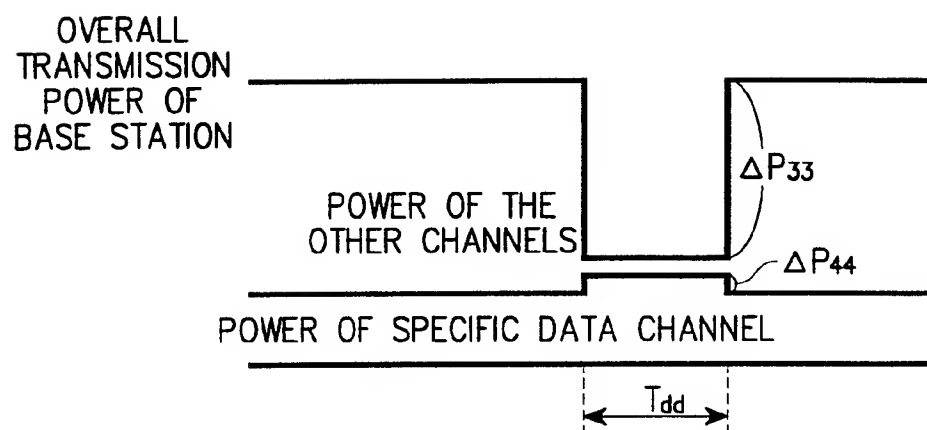 OVERALL
TRANSMISSION
POWER OF
BASE STATION
ΔP33
POWER OF THE
OTHER CHANNELS
ΔP44
POWER OF SPECIFIC DATA CHANNEL
Tdd